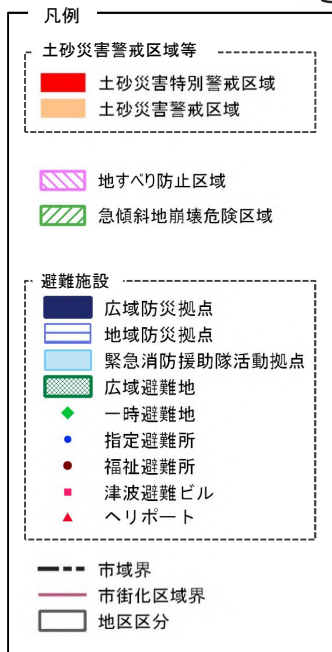 凡例
土砂災害警戒区域等
土砂災害特別警戒区域
土砂災害警戒区域
地すべり防止区域
急傾斜地崩壊危険区域
避難施設
広域防災拠点
地域防災拠点
緊急消防援助隊活動拠点
広域避難地
一時避難地
指定避難所
福祉避難所
津波避難ビル
ヘリポート
市域界
市街化区域界
地区区分